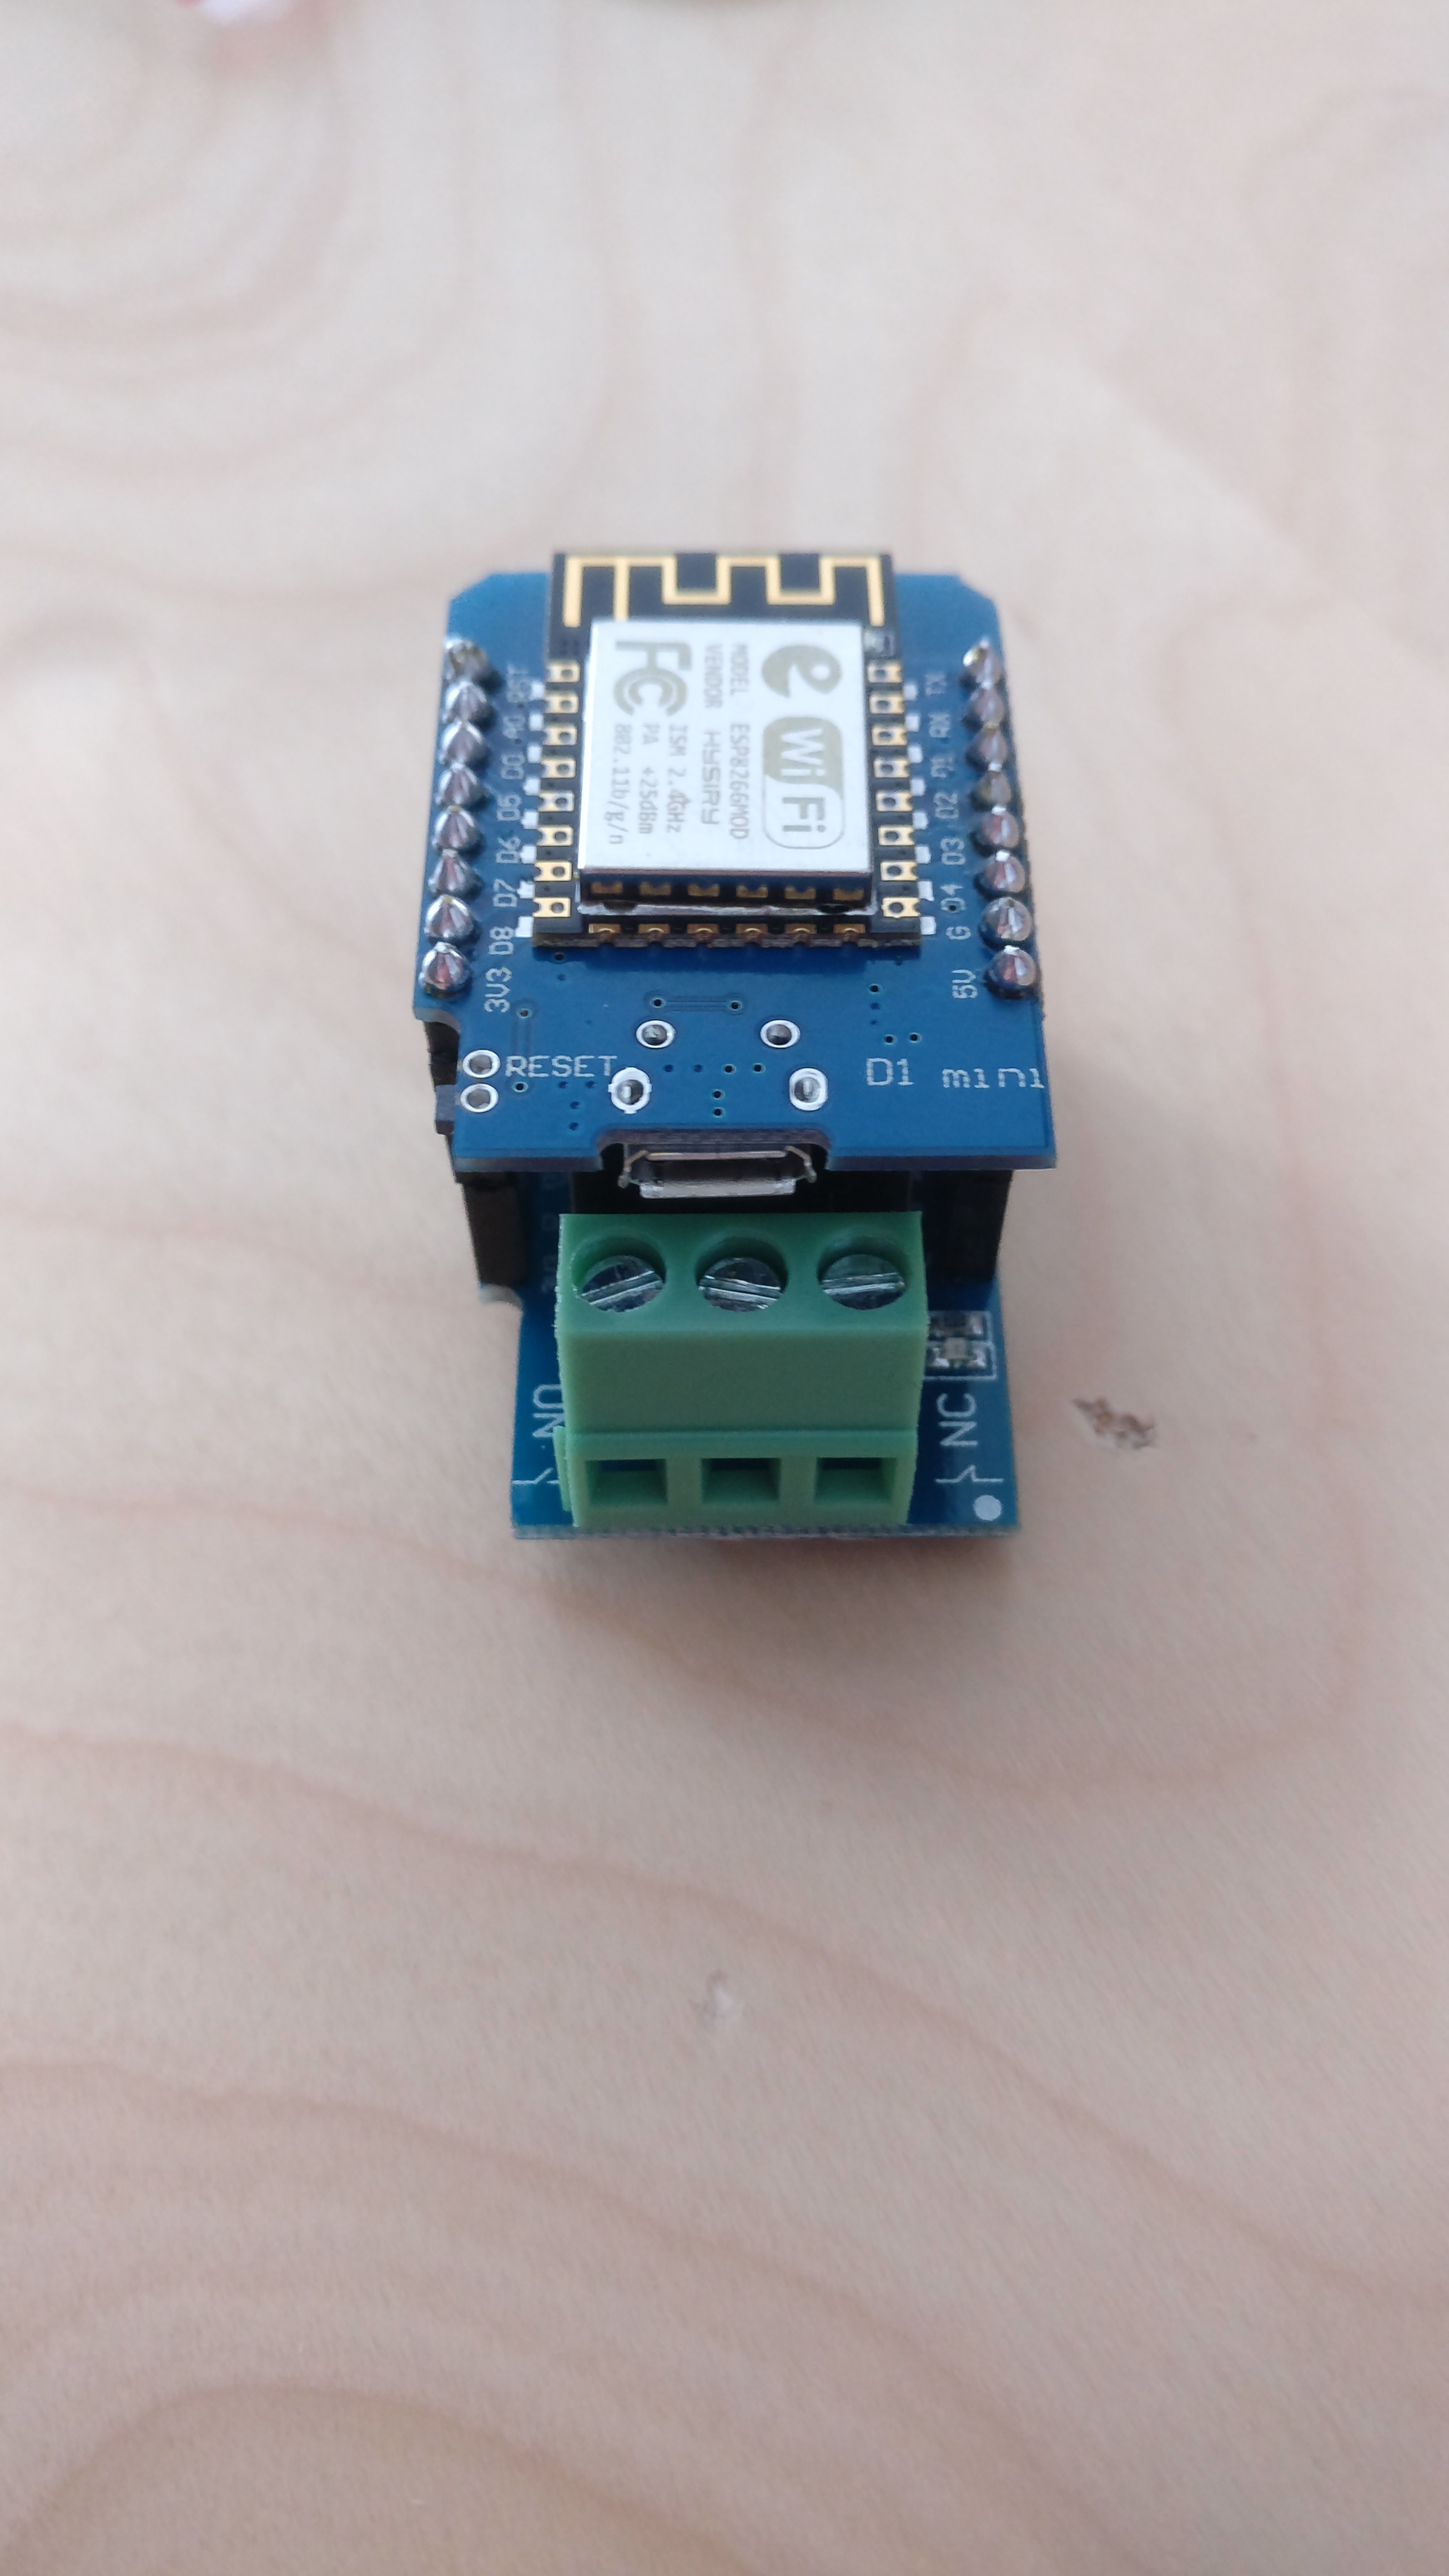 e WiFi
MODEL ESP8266MOD
VENDOR HYSIRY
ISM 2.4GHz
PA +25dBm
802.11b/g/n
FC
RST
A0
D0
D5
D6
D7
D8
3V3
TX
RX
D1
D2
D3
D4
G
5V
RESET
D1 mini
NO
NC